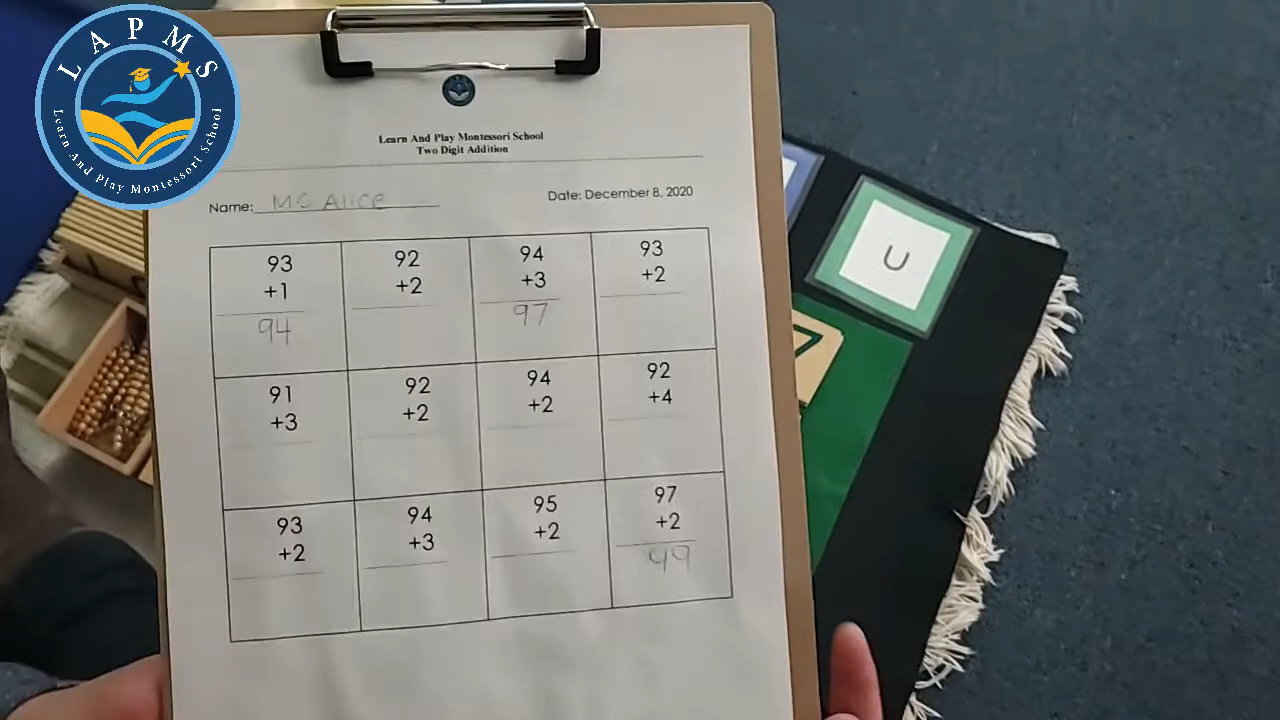 LAPMS
Learn And Play Montessori School
Learn And Play Montessori School
Two Digit Addition
Name: MC Alice
Date: December 8, 2020
93 92 94 93
+1 +2 +3 +2
94 97
91 92 94 92
+3 +2 +2 +4
93 94 95 97
+2 +3 +2 +2
99
U